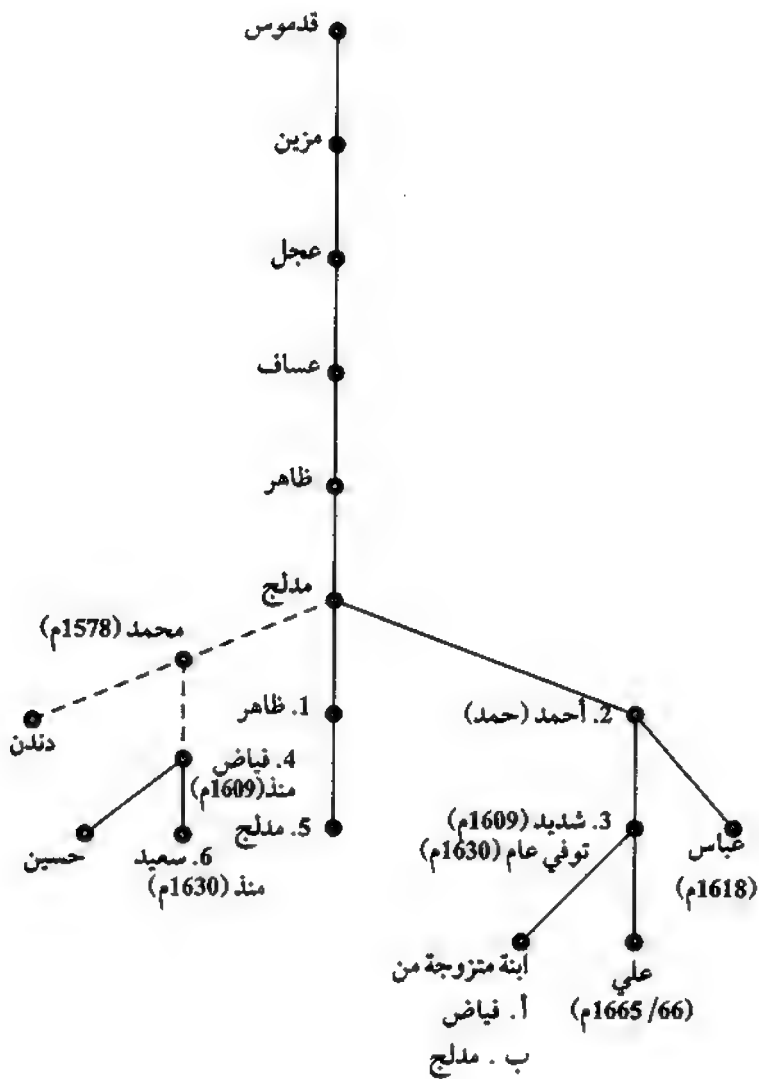 قدموس
مزين
عجل
عساف
ظاهر
مدلج
محمد (1578م)
دندن
1. ظاهر
2. أحمد (حمد)
4. فياض
منذ (1609م)
حسين
6. سعيد
منذ (1630م)
5. مدلج
3. شديد (1609م)
توفي عام (1630م)
عباس
(1618م)
ابنة متزوجة من
أ. فياض
ب. مدلج
علي
(1665/66م)